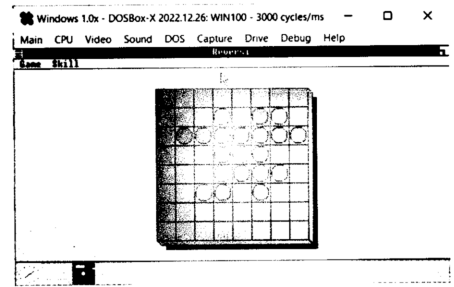 Windows 1.0x - DOSBox-X 2022.12.26: WIN100 - 3000 cycles/ms
Main CPU Video Sound DOS Capture Drive Debug Help
Reversi
Game Skill